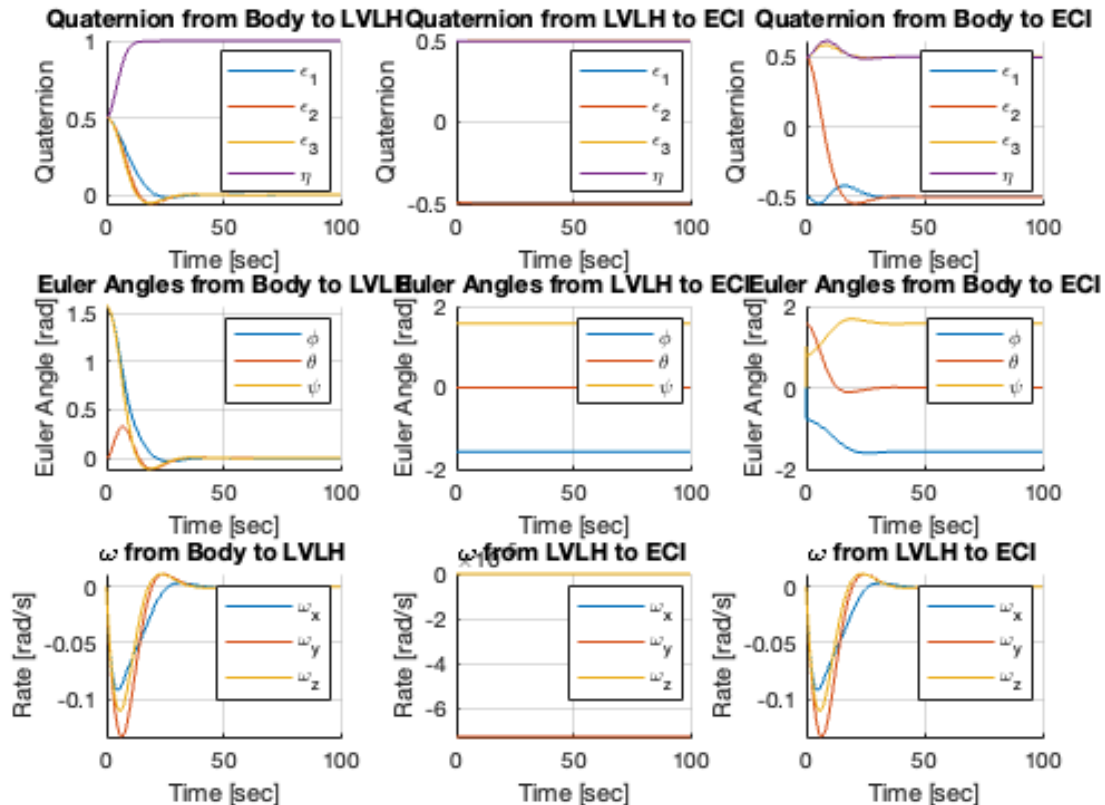 Quaternion from Body to LVLH
1
0.5
0
Quaternion
ϵ1
ϵ2
ϵ3
η
0 50 100
Time [sec]
Quaternion from LVLH to ECI
0.5
0
-0.5
Quaternion
ϵ1
ϵ2
ϵ3
η
0 50 100
Time [sec]
Quaternion from Body to ECI
0.5
0
-0.5
Quaternion
ϵ1
ϵ2
ϵ3
η
0 50 100
Time [sec]
Euler Angles from Body to LVLH
1.5
1
0.5
0
Euler Angle [rad]
ϕ
θ
ψ
0 50 100
Time [sec]
Euler Angles from LVLH to ECI
2
0
-2
Euler Angle [rad]
ϕ
θ
ψ
0 50 100
Time [sec]
Euler Angles from Body to ECI
2
0
-2
Euler Angle [rad]
ϕ
θ
ψ
0 50 100
Time [sec]
ω from Body to LVLH
0
-0.05
-0.1
Rate [rad/s]
ωx
ωy
ωz
0 50 100
Time [sec]
ω from LVLH to ECI
0
-2
-4
-6
Rate [rad/s]
ωx
ωy
ωz
0 50 100
Time [sec]
ω from LVLH to ECI
0
-0.05
-0.1
Rate [rad/s]
ωx
ωy
ωz
0 50 100
Time [sec]